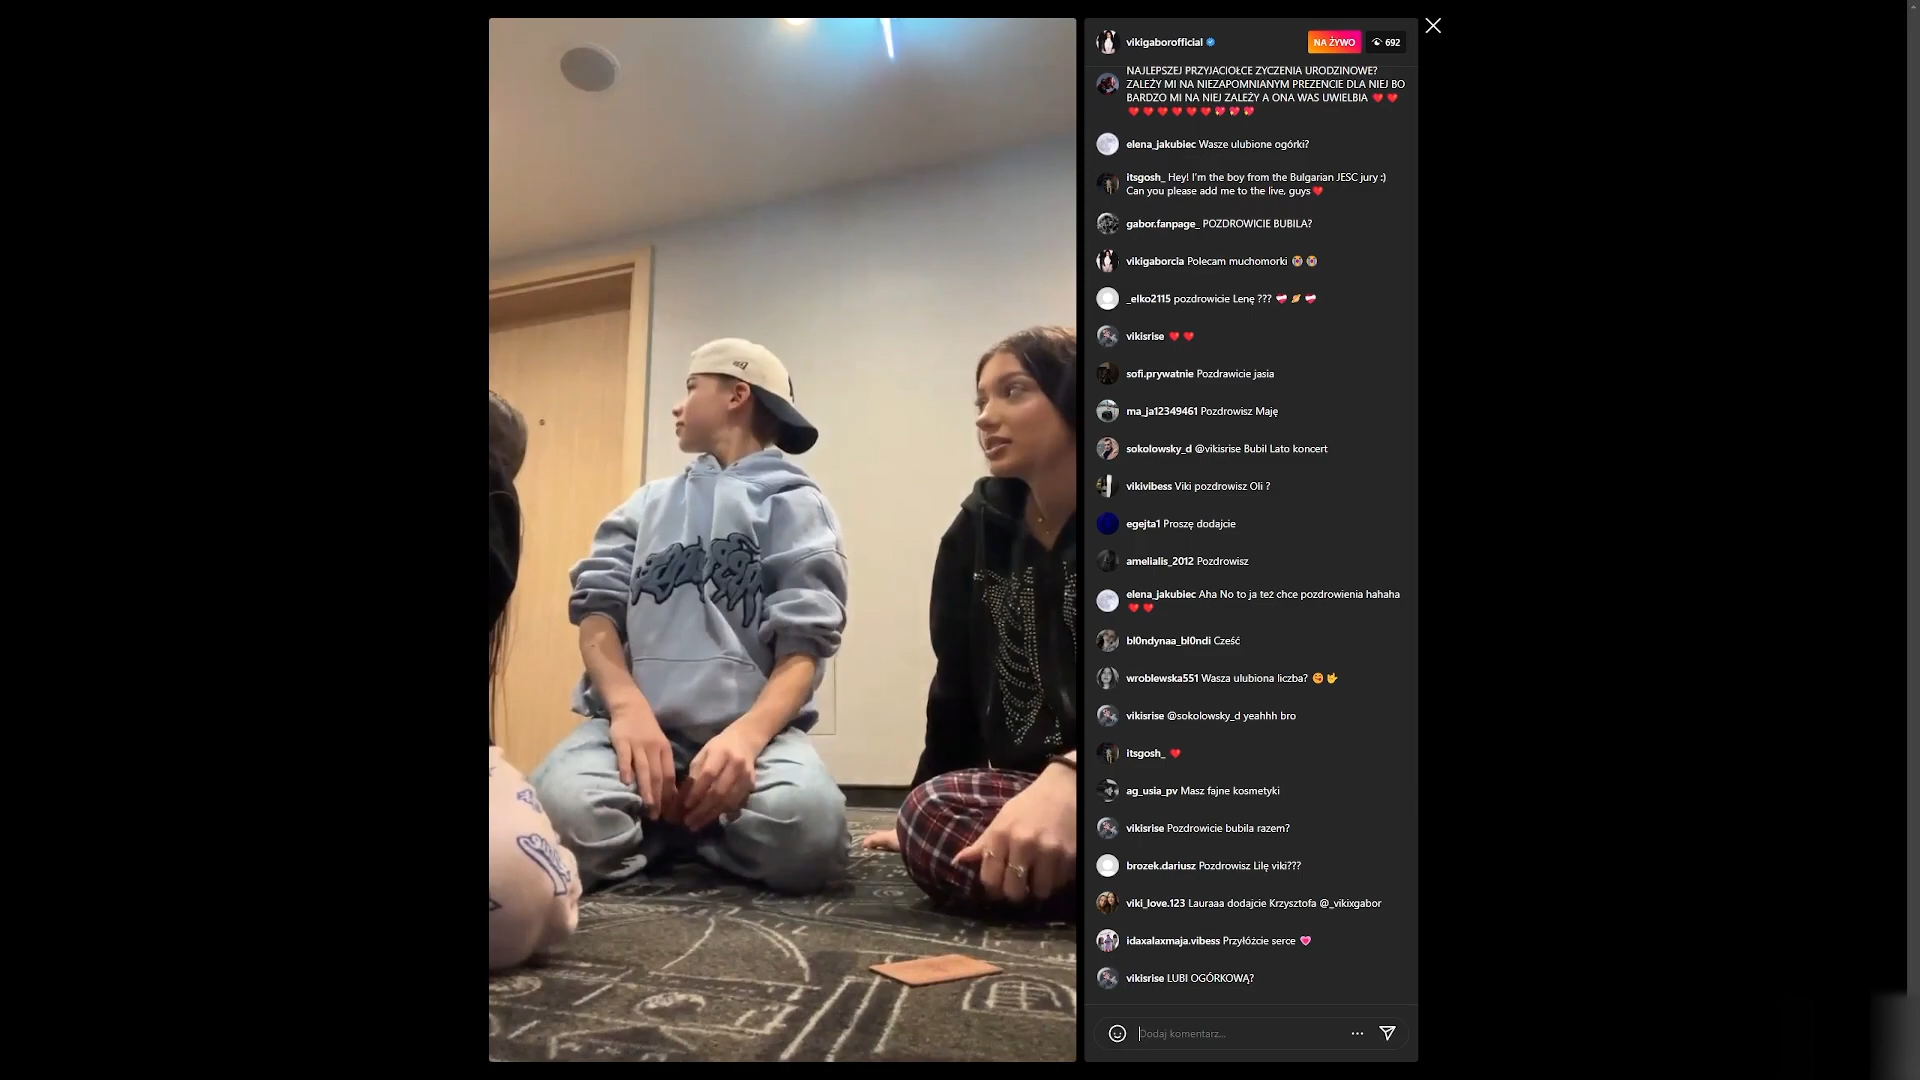 vikigaborofficial
NA ŻYWO
692
NAJLEPSZEJ PRZYJACIÓŁCE ŻYCZENIA URODZINOWE?
ZALEŻY MI NA NIEZAPOMNIANYM PREZENCIE DLA NIEJ BO
BARDZO MI NA NIEJ ZALEŻY A ONA WAS UWIELBIA ❤️ ❤️
❤️ ❤️ ❤️ ❤️ ❤️ ❤️ 💖 💖 💖
elena_jakubiec Wasze ulubione ogórki?
itsgosh_ Hey! I'm the boy from the Bulgarian JESC jury :)
Can you please add me to the live, guys❤️
gabor.fanpage_ POZDROWICIE BUBILA?
vikigaborcia Polecam muchomorki 😭 😭
_elko2115 pozdrowicie Lenę ??? ❤️‍🩹 🪐 ❤️‍🩹
vikisrise ❤️ ❤️
sofi.prywatnie Pozdrawicie jasia
ma_ja12349461 Pozdrowisz Maję
sokolowsky_d @vikisrise Bubil Lato koncert
vikivibess Viki pozdrowisz Oli ?
egejta1 Proszę dodajcie
amelialis_2012 Pozdrowisz
elena_jakubiec Aha No to ja też chce pozdrowienia hahaha
❤️ ❤️
bl0ndynaa_bl0ndi Cześć
wroblewska551 Wasza ulubiona liczba? 🥰 🤟
vikisrise @sokolowsky_d yeahhh bro
itsgosh_ ❤️
ag_usia_pv Masz fajne kosmetyki
vikisrise Pozdrowicie bubila razem?
brozek.dariusz Pozdrowisz Lilę viki???
viki_love.123 Lauraaa dodajcie Krzysztofa @_vikixgabor
idaxalaxmaja.vibess Przyłóżcie serce 💗
vikisrise LUBI OGÓRKOWĄ?
Dodaj komentarz...